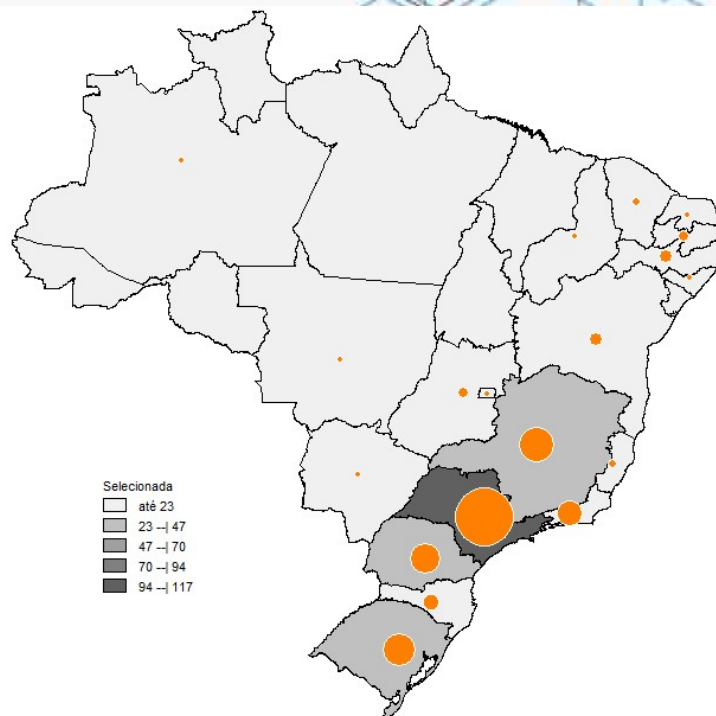 Selecionada
até 23
23 --| 47
47 --| 70
70 --| 94
94 --| 117